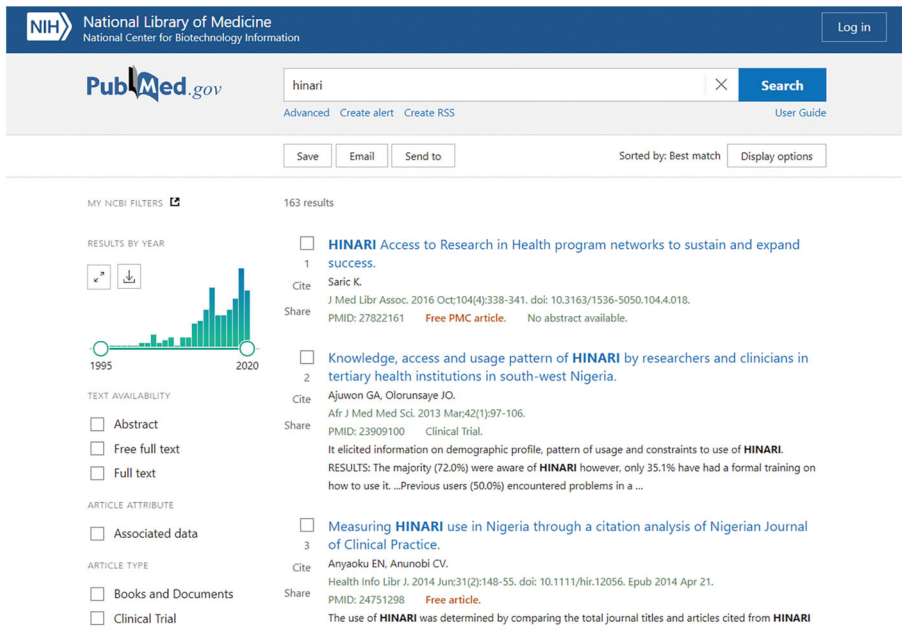 NIH National Library of Medicine
National Center for Biotechnology Information
Log in
PubMed.gov
hinari
Search
Advanced Create alert Create RSS
User Guide
Save Email Send to
Sorted by: Best match Display options
MY NCBI FILTERS
163 results
RESULTS BY YEAR
1995 2020
TEXT AVAILABILITY
Abstract
Free full text
Full text
ARTICLE ATTRIBUTE
Associated data
ARTICLE TYPE
Books and Documents
Clinical Trial
1
Cite
Share
HINARI Access to Research in Health program networks to sustain and expand
success.
Saric K.
J Med Libr Assoc. 2016 Oct;104(4):338-341. doi: 10.3163/1536-5050.104.4.018.
PMID: 27822161 Free PMC article. No abstract available.
2
Cite
Share
Knowledge, access and usage pattern of HINARI by researchers and clinicians in
tertiary health institutions in south-west Nigeria.
Ajuwon GA, Olorunsaye JO.
Afr J Med Med Sci. 2013 Mar;42(1):97-106.
PMID: 23909100 Clinical Trial.
It elicited information on demographic profile, pattern of usage and constraints to use of HINARI.
RESULTS: The majority (72.0%) were aware of HINARI however, only 35.1% have had a formal training on
how to use it. ...Previous users (50.0%) encountered problems in a ...
3
Cite
Share
Measuring HINARI use in Nigeria through a citation analysis of Nigerian Journal
of Clinical Practice.
Anyaoku EN, Anunobi CV.
Health Info Libr J. 2014 Jun;31(2):148-55. doi: 10.1111/hir.12056. Epub 2014 Apr 21.
PMID: 24751298 Free article.
The use of HINARI was determined by comparing the total journal titles and articles cited from HINARI